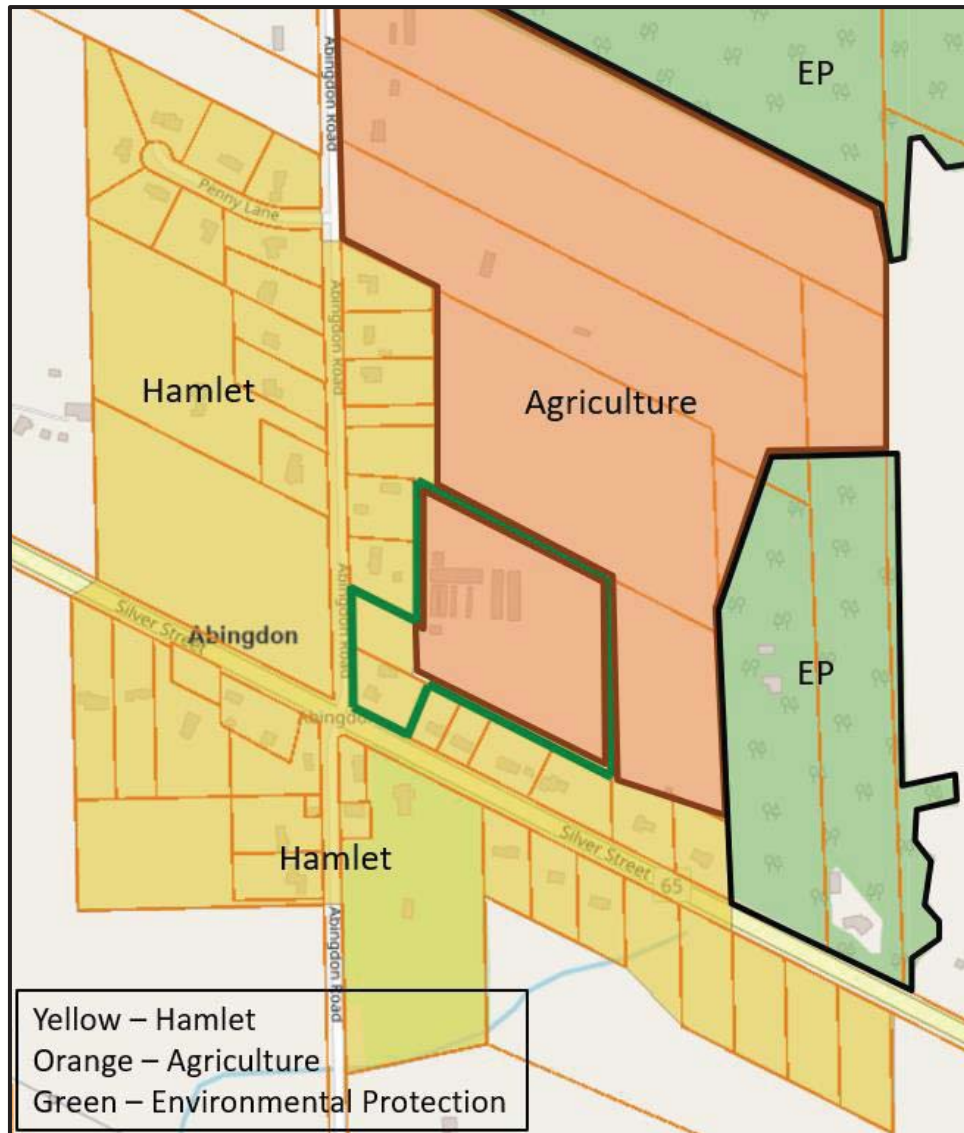 EP
Abingdon Road
Penny Lane
Abingdon Road
Hamlet
Agriculture
Abingdon Road
Silver Street
Abingdon
EP
Abingdon
Hamlet
Silver Street
65
Abingdon Road
Yellow – Hamlet
Orange – Agriculture
Green – Environmental Protection